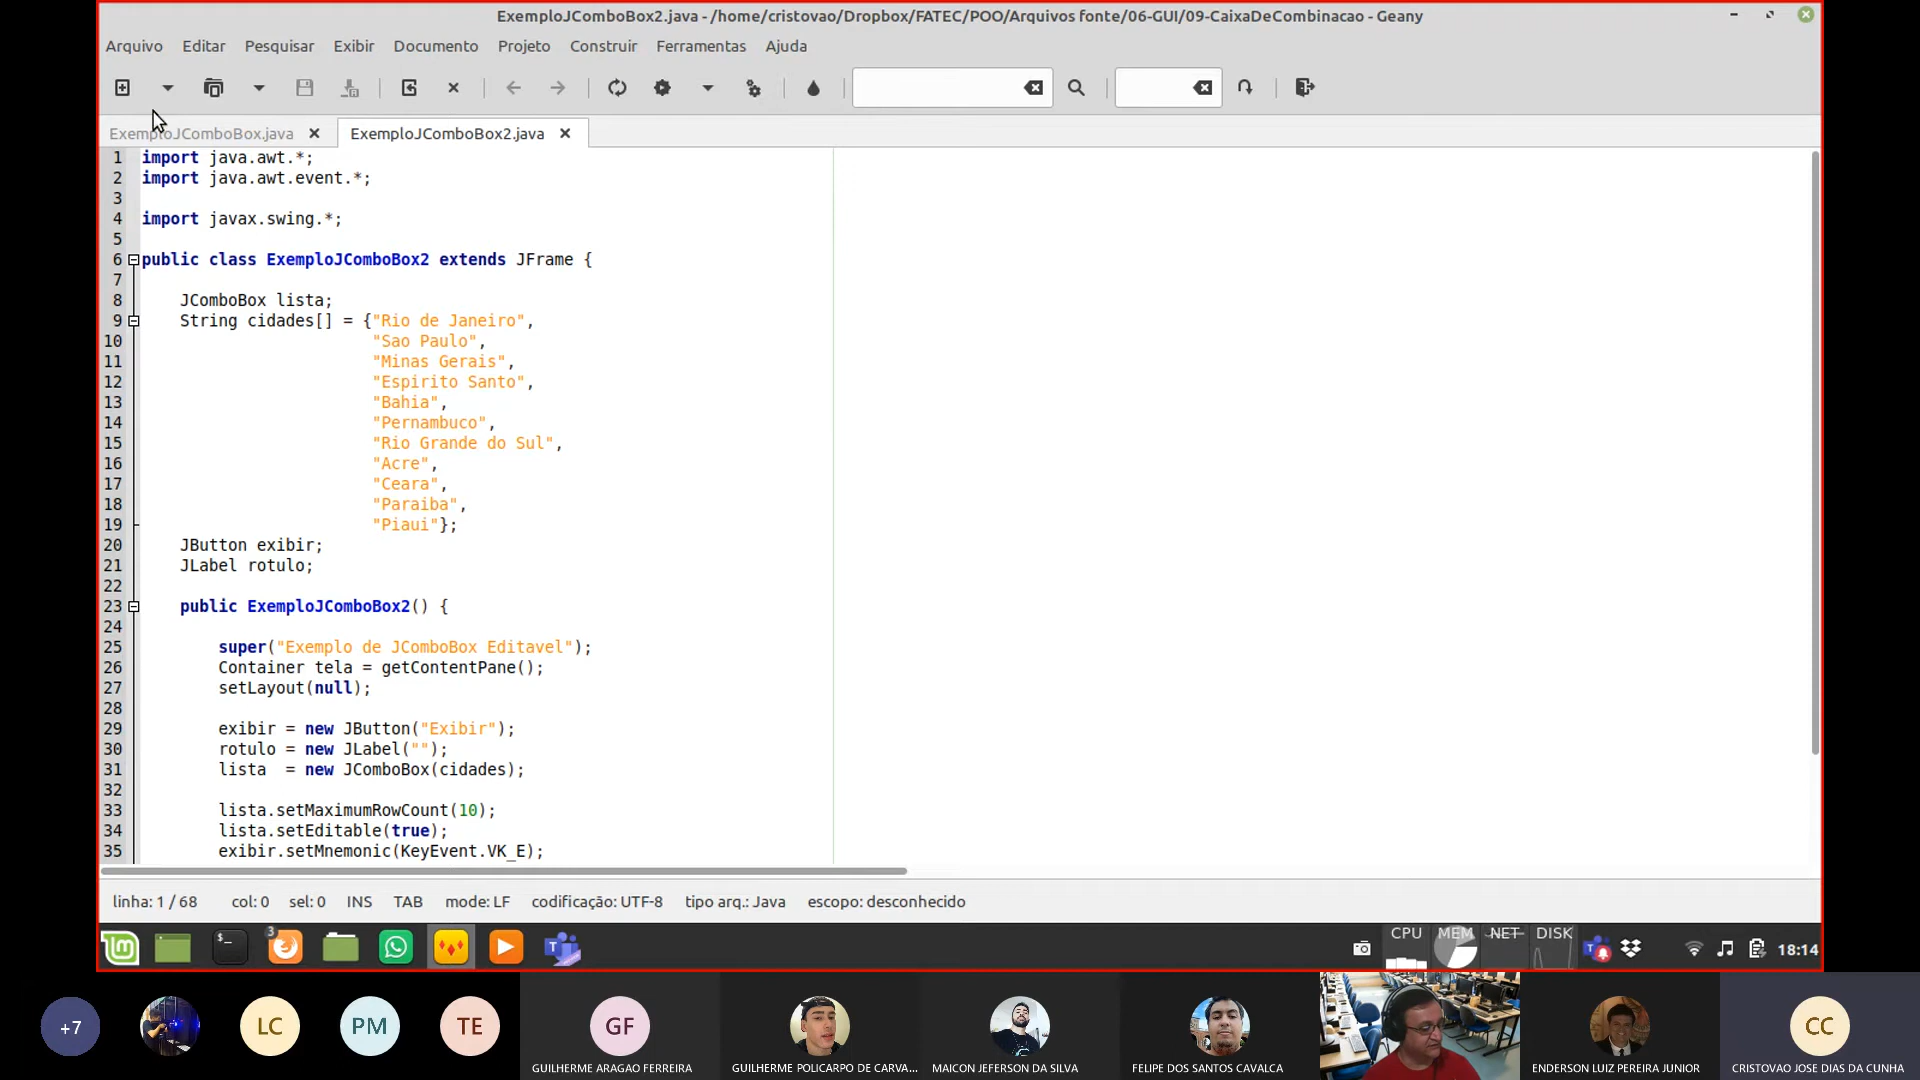 ExemploJComboBox2.java - /home/cristovao/Dropbox/FATEC/POO/Arquivos fonte/06-GUI/09-CaixaDeCombinacao - Geany
Arquivo Editar Pesquisar Exibir Documento Projeto Construir Ferramentas Ajuda
ExemploJComboBox.java ExemploJComboBox2.java
1 import java.awt.*;
2 import java.awt.event.*;
3
4 import javax.swing.*;
5
6 public class ExemploJComboBox2 extends JFrame {
7
8 JComboBox lista;
9 String cidades[] = {"Rio de Janeiro",
10 "Sao Paulo",
11 "Minas Gerais",
12 "Espirito Santo",
13 "Bahia",
14 "Pernambuco",
15 "Rio Grande do Sul",
16 "Acre",
17 "Ceara",
18 "Paraiba",
19 "Piaui"};
20 JButton exibir;
21 JLabel rotulo;
22
23 public ExemploJComboBox2() {
24
25 super("Exemplo de JComboBox Editavel");
26 Container tela = getContentPane();
27 setLayout(null);
28
29 exibir = new JButton("Exibir");
30 rotulo = new JLabel("");
31 lista  = new JComboBox(cidades);
32
33 lista.setMaximumRowCount(10);
34 lista.setEditable(true);
35 exibir.setMnemonic(KeyEvent.VK_E);
linha: 1 / 68 col: 0 sel: 0 INS TAB mode: LF codificação: UTF-8 tipo arq.: Java escopo: desconhecido
3 CPU MEM NET DISK 18:14
+7 LC PM TE GF CC
GUILHERME ARAGAO FERREIRA GUILHERME POLICARPO DE CARVA... MAICON JEFERSON DA SILVA FELIPE DOS SANTOS CAVALCA ENDERSON LUIZ PEREIRA JUNIOR CRISTOVAO JOSE DIAS DA CUNHA